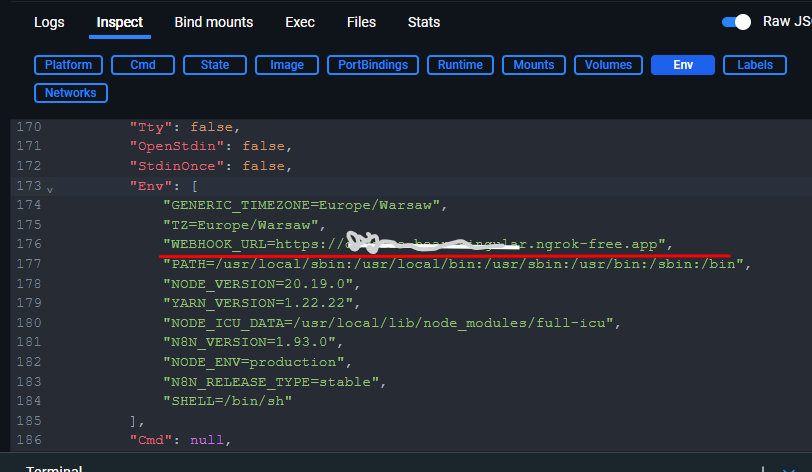 Logs Inspect Bind mounts Exec Files Stats Raw JS
Platform Cmd State Image PortBindings Runtime Mounts Volumes Env Labels
Networks
170 "Tty": false,
171 "OpenStdin": false,
172 "StdinOnce": false,
173 "Env": [
174 "GENERIC_TIMEZONE=Europe/Warsaw",
175 "TZ=Europe/Warsaw",
176 "WEBHOOK_URL=https:// .ngrok-free.app",
177 "PATH=/usr/local/sbin:/usr/local/bin:/usr/sbin:/usr/bin:/sbin:/bin",
178 "NODE_VERSION=20.19.0",
179 "YARN_VERSION=1.22.22",
180 "NODE_ICU_DATA=/usr/local/lib/node_modules/full-icu",
181 "N8N_VERSION=1.93.0",
182 "NODE_ENV=production",
183 "N8N_RELEASE_TYPE=stable",
184 "SHELL=/bin/sh"
185 ],
186 "Cmd": null,
Terminal